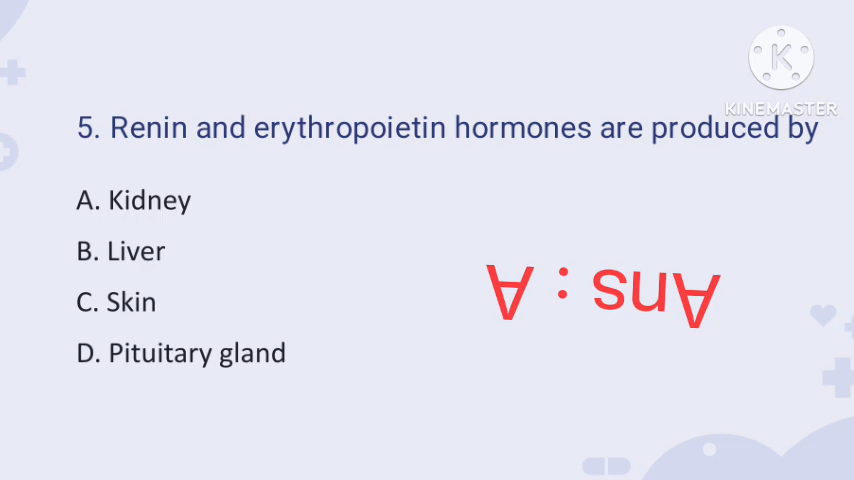 KINEMASTER
5. Renin and erythropoietin hormones are produced by
A. Kidney
B. Liver
C. Skin
D. Pituitary gland
Ans : A